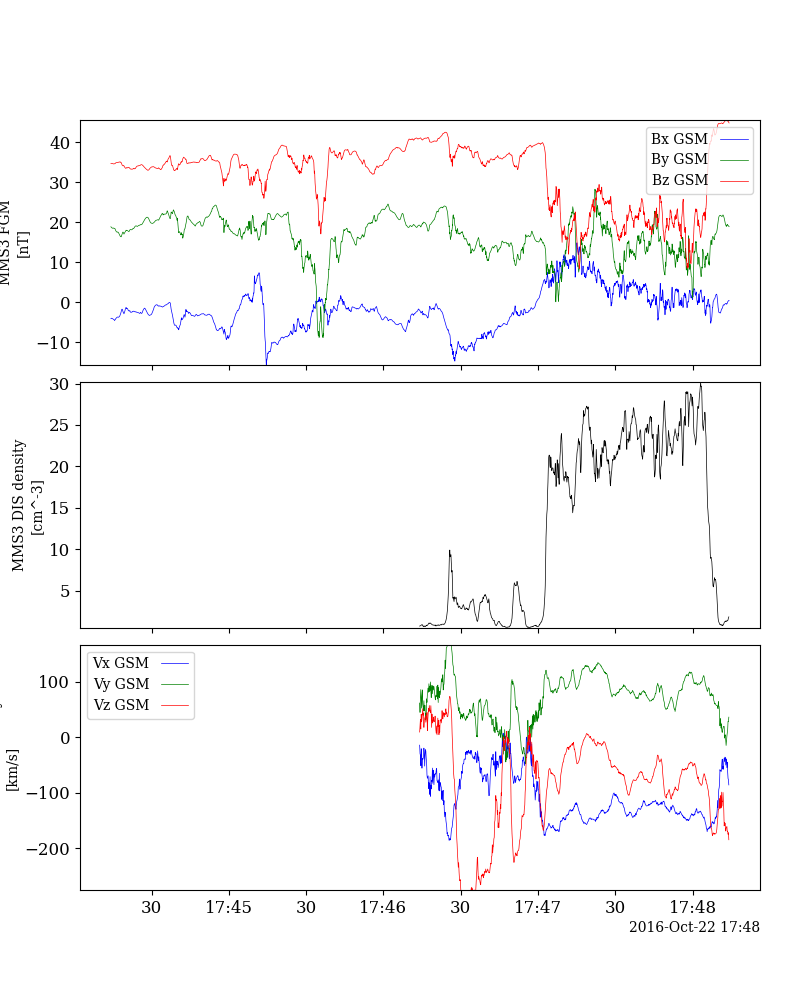 MMS3 FGM
[nT]
40
30
20
10
0
−10
Bx GSM
By GSM
Bz GSM
MMS3 DIS density
[cm^-3]
30
25
20
15
10
5
[km/s]
100
0
−100
−200
Vx GSM
Vy GSM
Vz GSM
30
17:45
30
17:46
30
17:47
30
17:48
2016-Oct-22 17:48